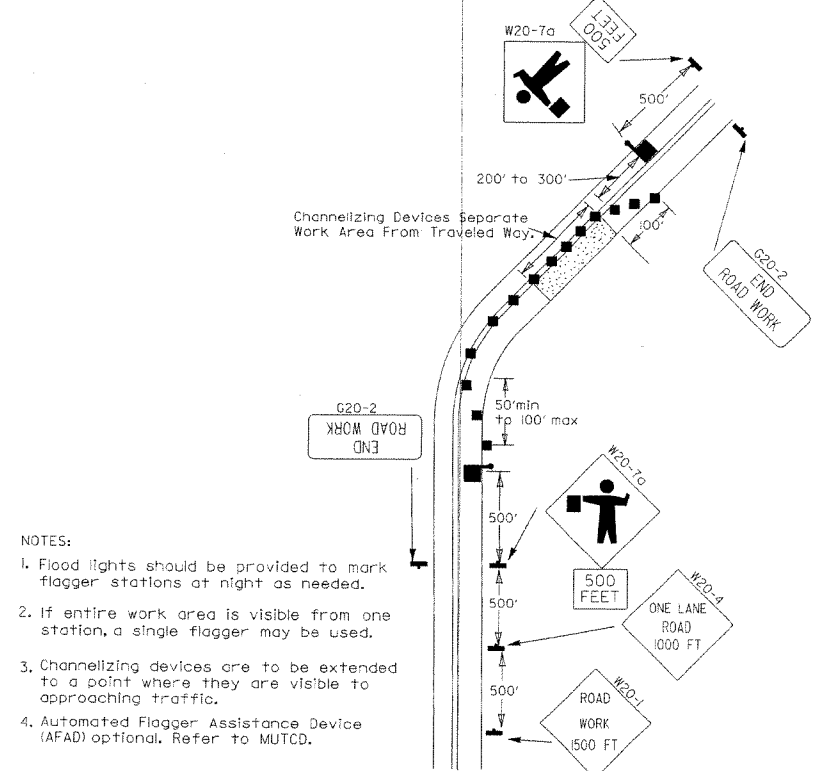 W20-7a
500
FEET
500'
200' to 300'
Channelizing Devices Separate
Work Area From Traveled Way.
100'
G20-2
END
ROAD WORK
G20-2
END
ROAD WORK
50'min
to 100' max
W20-7a
500'
500
FEET
500'
W20-4
ONE LANE
ROAD
1000 FT
500'
W20-1
ROAD
WORK
1500 FT
NOTES:
1. Flood lights should be provided to mark
flagger stations at night as needed.
2. If entire work area is visible from one
station, a single flagger may be used.
3. Channelizing devices are to be extended
to a point where they are visible to
approaching traffic.
4. Automated Flagger Assistance Device
(AFAD) optional. Refer to MUTCD.